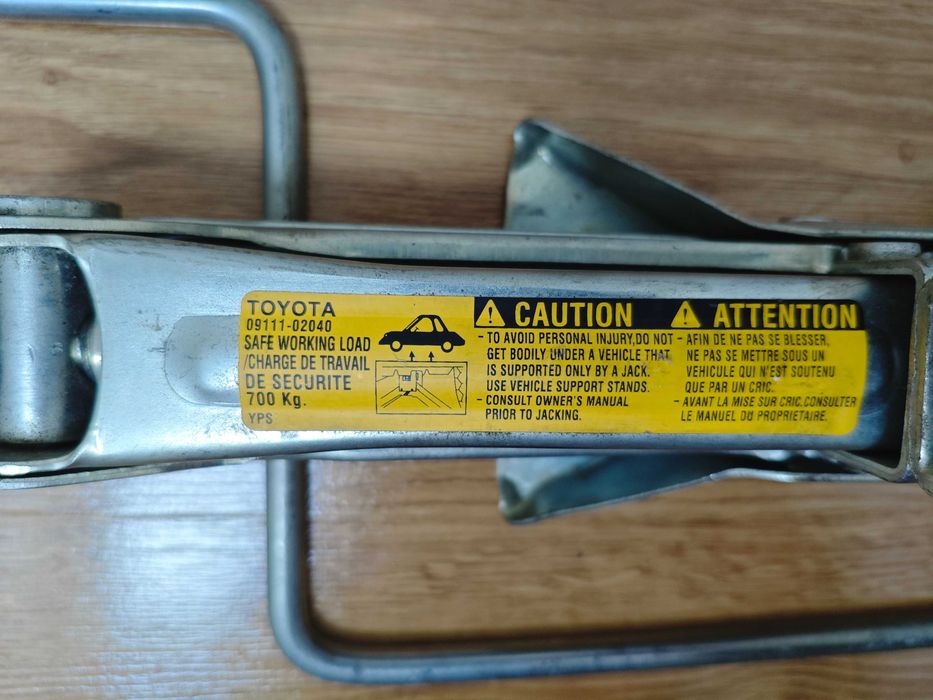 TOYOTA
09111-02040
SAFE WORKING LOAD
/CHARGE DE TRAVAIL
DE SECURITE
700 Kg.
YPS
CAUTION
- TO AVOID PERSONAL INJURY,DO NOT
GET BODILY UNDER A VEHICLE THAT
IS SUPPORTED ONLY BY A JACK.
USE VEHICLE SUPPORT STANDS.
- CONSULT OWNER'S MANUAL
PRIOR TO JACKING.
ATTENTION
- AFIN DE NE PAS SE BLESSER,
NE PAS SE METTRE SOUS UN
VEHICULE QUI N'EST SOUTENU
QUE PAR UN CRIC.
- AVANT LA MISE SUR CRIC.CONSULTER
LE MANUEL DU PROPRIETAIRE.